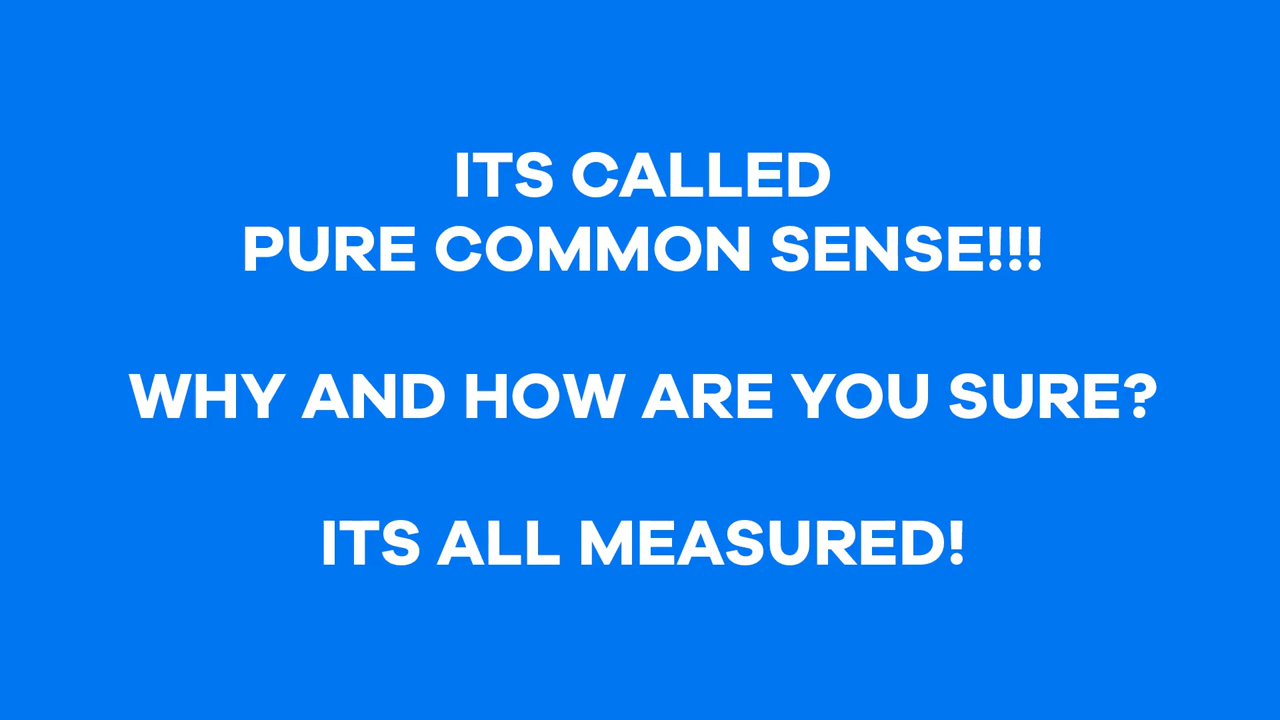 ITS CALLED
PURE COMMON SENSE!!!
WHY AND HOW ARE YOU SURE?
ITS ALL MEASURED!